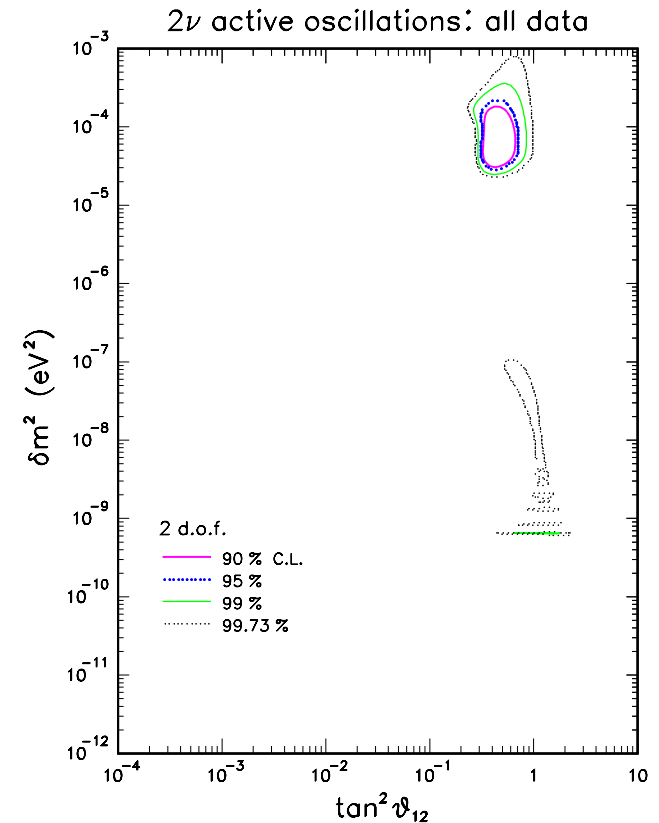 2ν active oscillations: all data
10⁻³
10⁻⁴
10⁻⁵
10⁻⁶
10⁻⁷
10⁻⁸
10⁻⁹
10⁻¹⁰
10⁻¹¹
10⁻¹²
δm² (eV²)
2 d.o.f.
90 % C.L.
95 %
99 %
99.73 %
10⁻⁴ 10⁻³ 10⁻² 10⁻¹ 1 10
tan² ϑ₁₂